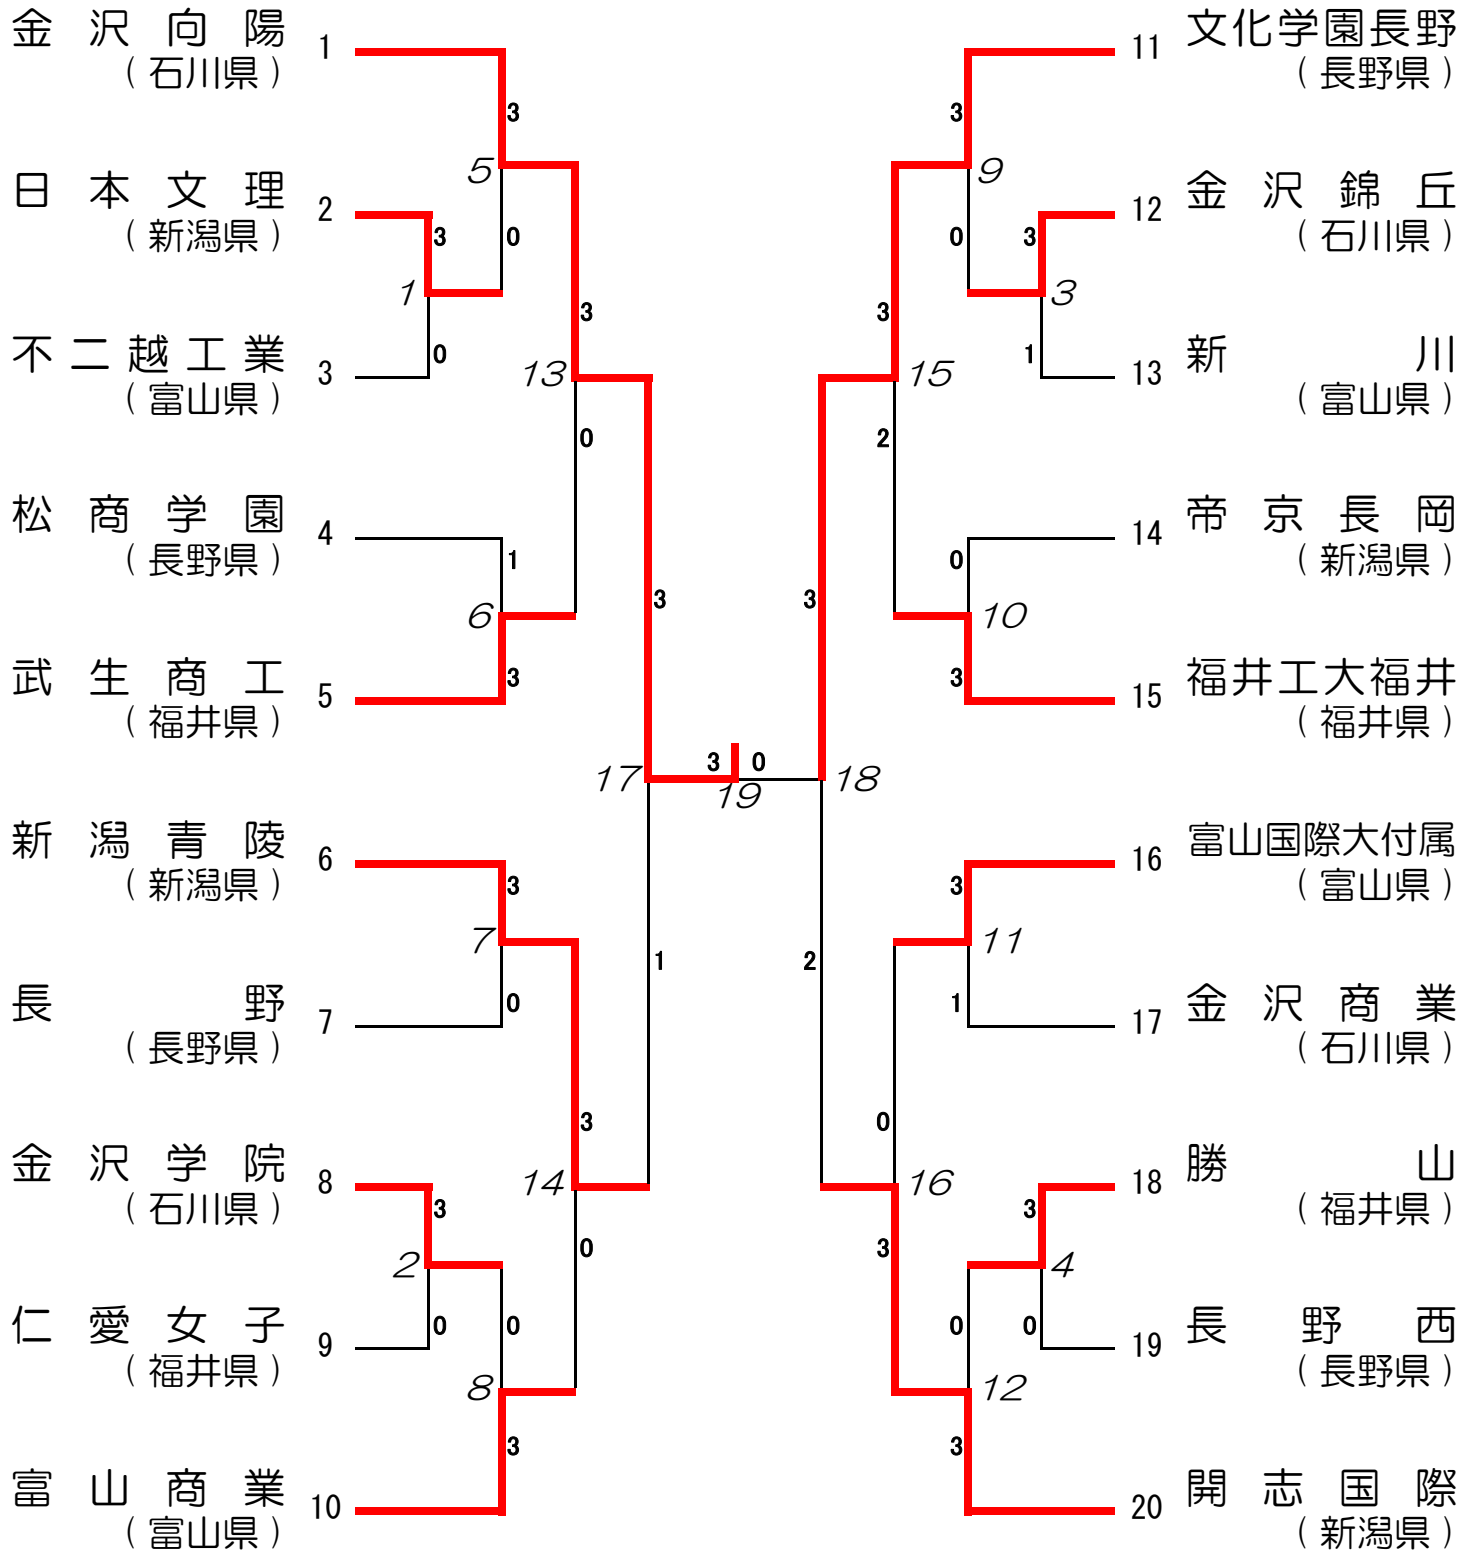 金沢向陽 1
(石川県)
日本文理 2
(新潟県)
不二越工業 3
(富山県)
松商学園 4
(長野県)
武生商工 5
(福井県)
新潟青陵 6
(新潟県)
長野 7
(長野県)
金沢学院 8
(石川県)
仁愛女子 9
(福井県)
富山商業 10
(富山県)
3
5
3
0
1
0
3
13
0
1
6
3
3
7
0
3
14
3
2
0
0
0
8
3
3
17
1
3 0
19
3
18
2
3
9
0
3
3
1
3
15
2
0
10
3
3
11
1
0
16
3
3
4
0
0
12
3
11 文化学園長野
(長野県)
12 金沢錦丘
(石川県)
13 新川
(富山県)
14 帝京長岡
(新潟県)
15 福井工大福井
(福井県)
16 富山国際大付属
(富山県)
17 金沢商業
(石川県)
18 勝山
(福井県)
19 長野西
(長野県)
20 開志国際
(新潟県)